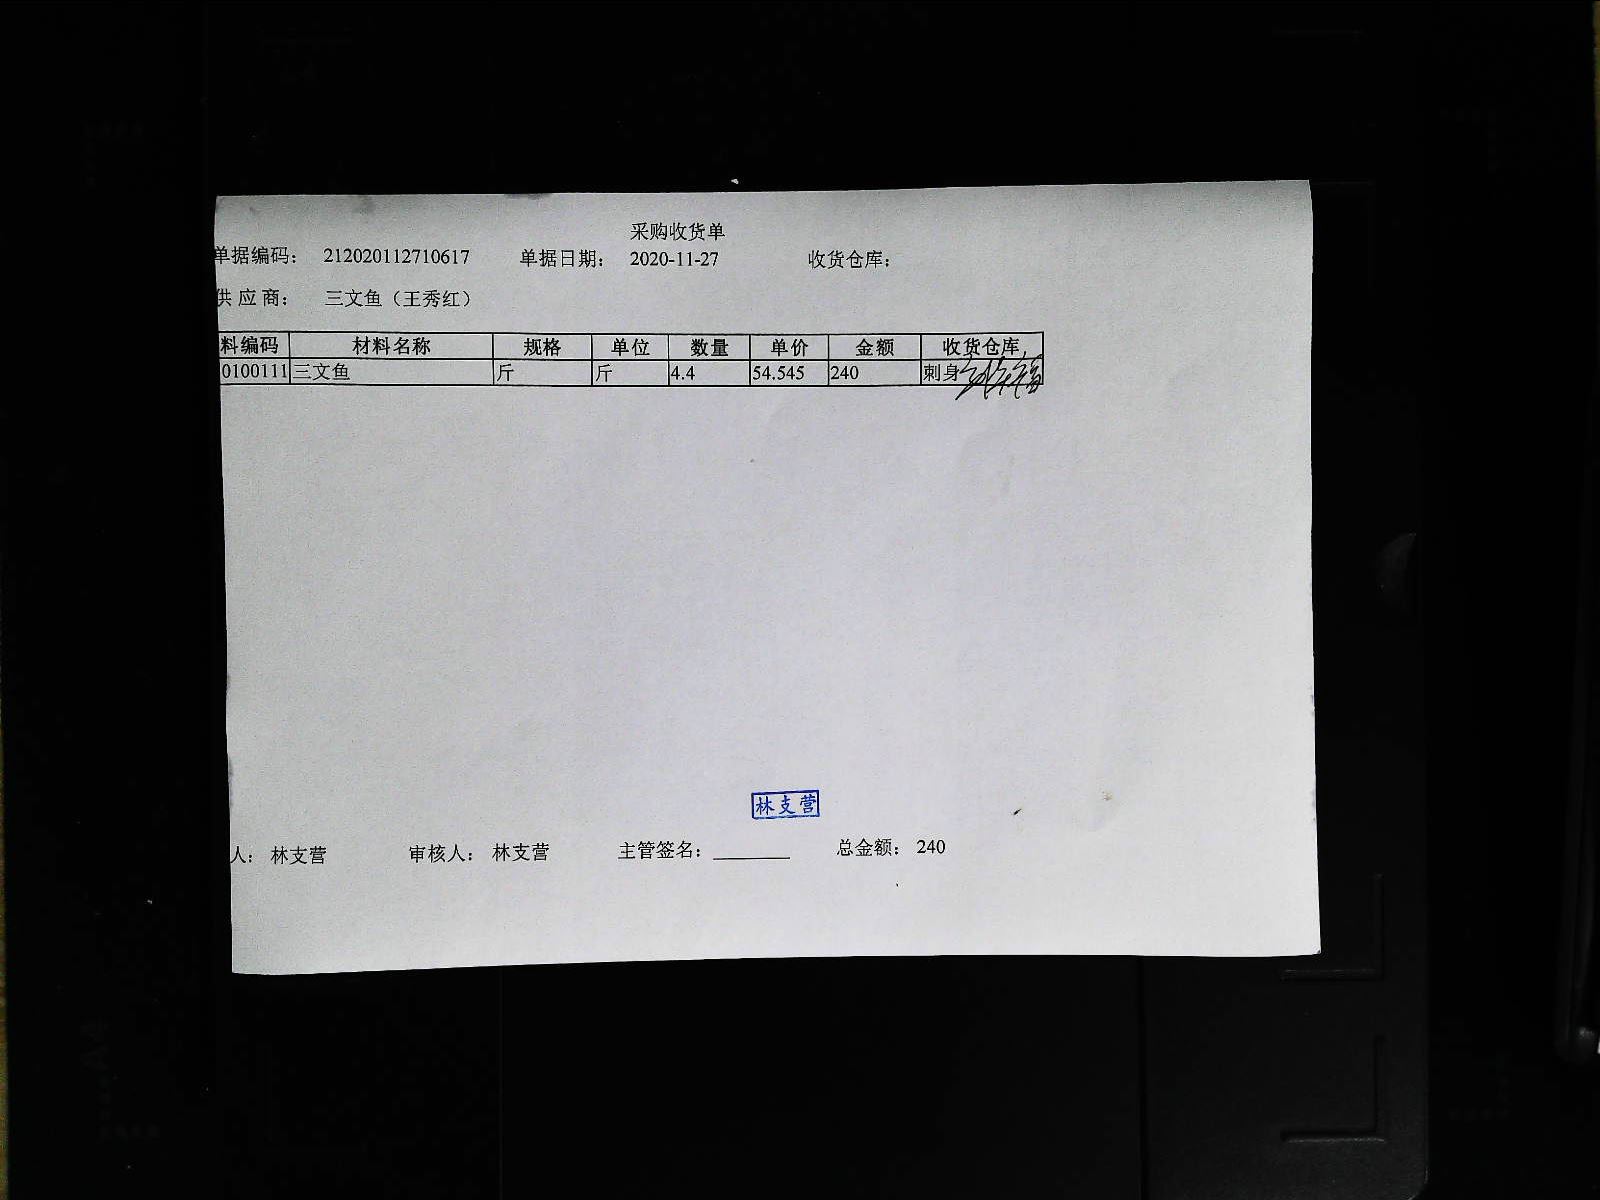 采购收货单
单据编码： 212020112710617 单据日期： 2020-11-27 收货仓库：
供 应 商： 三文鱼（王秀红）
料编码 材料名称 规格 单位 数量 单价 金额 收货仓库
0100111 三文鱼 斤 斤 4.4 54.545 240 刺身
林支营
人： 林支营 审核人： 林支营 主管签名： 总金额： 240